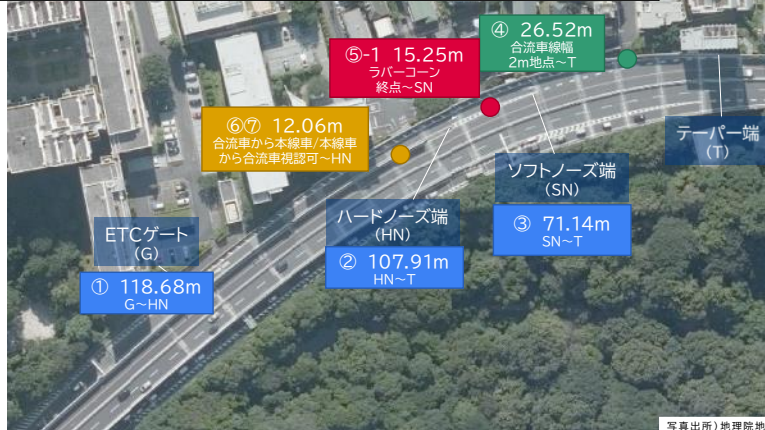 ④ 26.52m
合流車線幅
2m地点～T
⑤-1 15.25m
ラバーコーン
終点～SN
⑥⑦ 12.06m
合流車から本線車/本線車
から合流車視認可～HN
テーパー端
(T)
ソフトノーズ端
(SN)
③ 71.14m
SN～T
ハードノーズ端
(HN)
② 107.91m
HN～T
ETCゲート
(G)
① 118.68m
G～HN
写真出所)地理院地